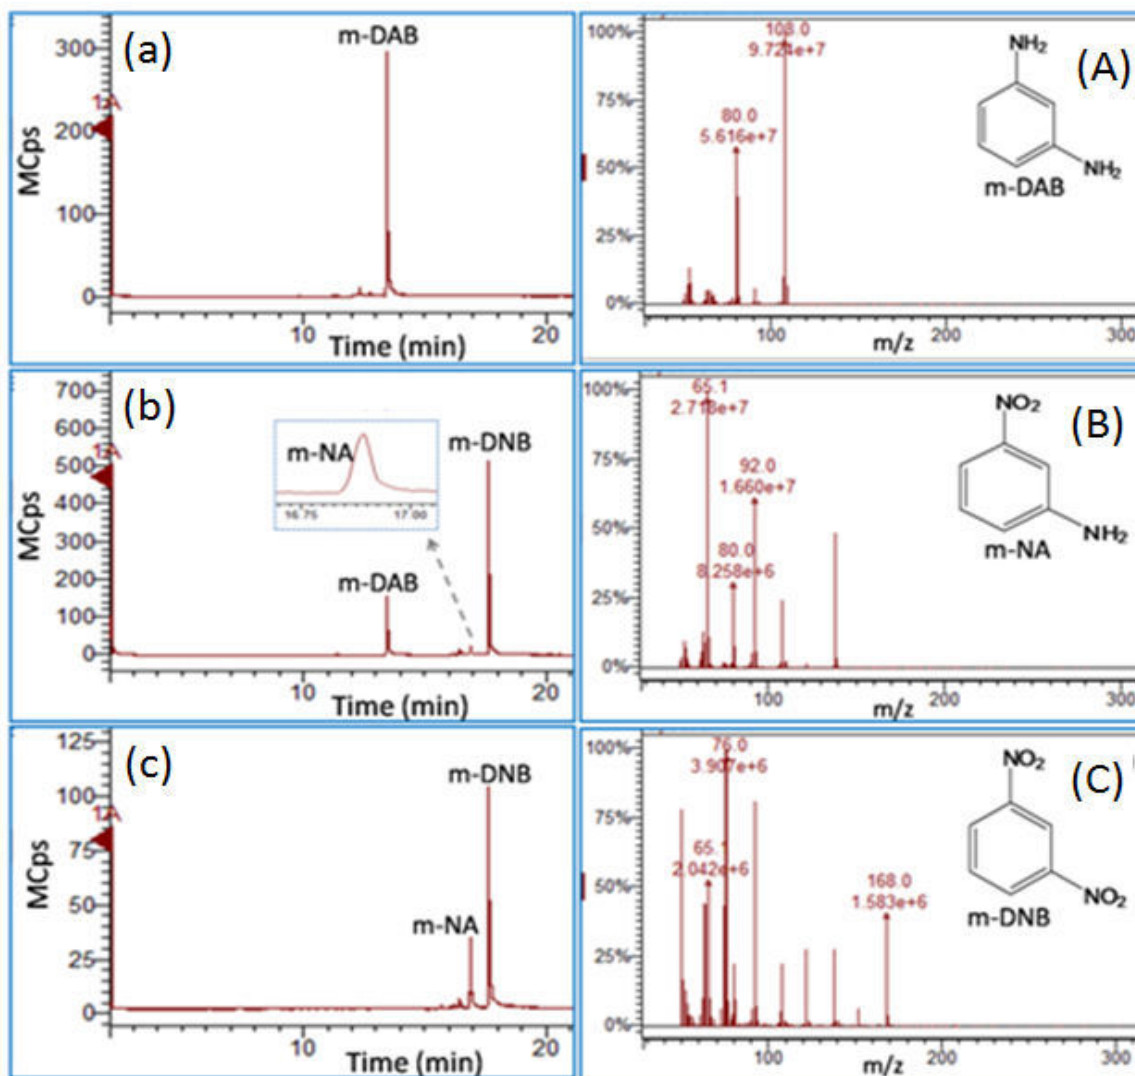 (a)
m-DAB
300
1A
200
100
0
MCps
10
20
Time (min)
(A)
100%
75%
50%
25%
0%
108.0
9.724e+7
80.0
5.616e+7
NH₂
NH₂
m-DAB
100
200
300
m/z
(b)
700
600
500
400
300
200
100
0
MCps
m-NA
16.75
17.00
m-DNB
m-DAB
10
20
Time (min)
(B)
100%
75%
50%
25%
0%
65.1
2.718e+7
92.0
1.660e+7
80.0
8.258e+6
NO₂
NH₂
m-NA
100
200
300
m/z
(c)
125
100
1A
75
50
25
0
MCps
m-DNB
m-NA
10
20
Time (min)
(C)
100%
75%
50%
25%
0%
76.0
3.907e+6
65.1
2.042e+6
168.0
1.583e+6
NO₂
NO₂
m-DNB
100
200
300
m/z